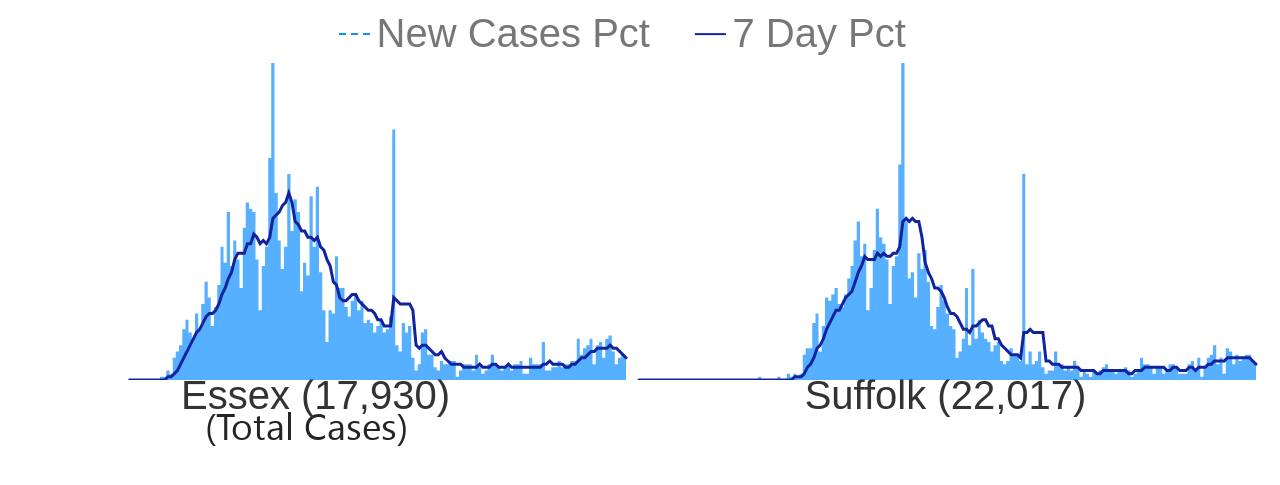 New Cases Pct 7 Day Pct
Essex (17,930) Suffolk (22,017)
(Total Cases)